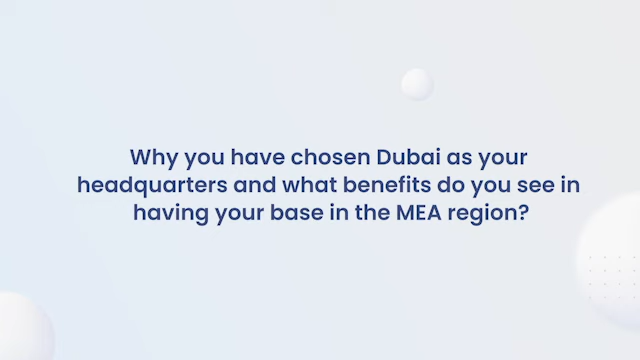 Why you have chosen Dubai as your
headquarters and what benefits do you see in
having your base in the MEA region?